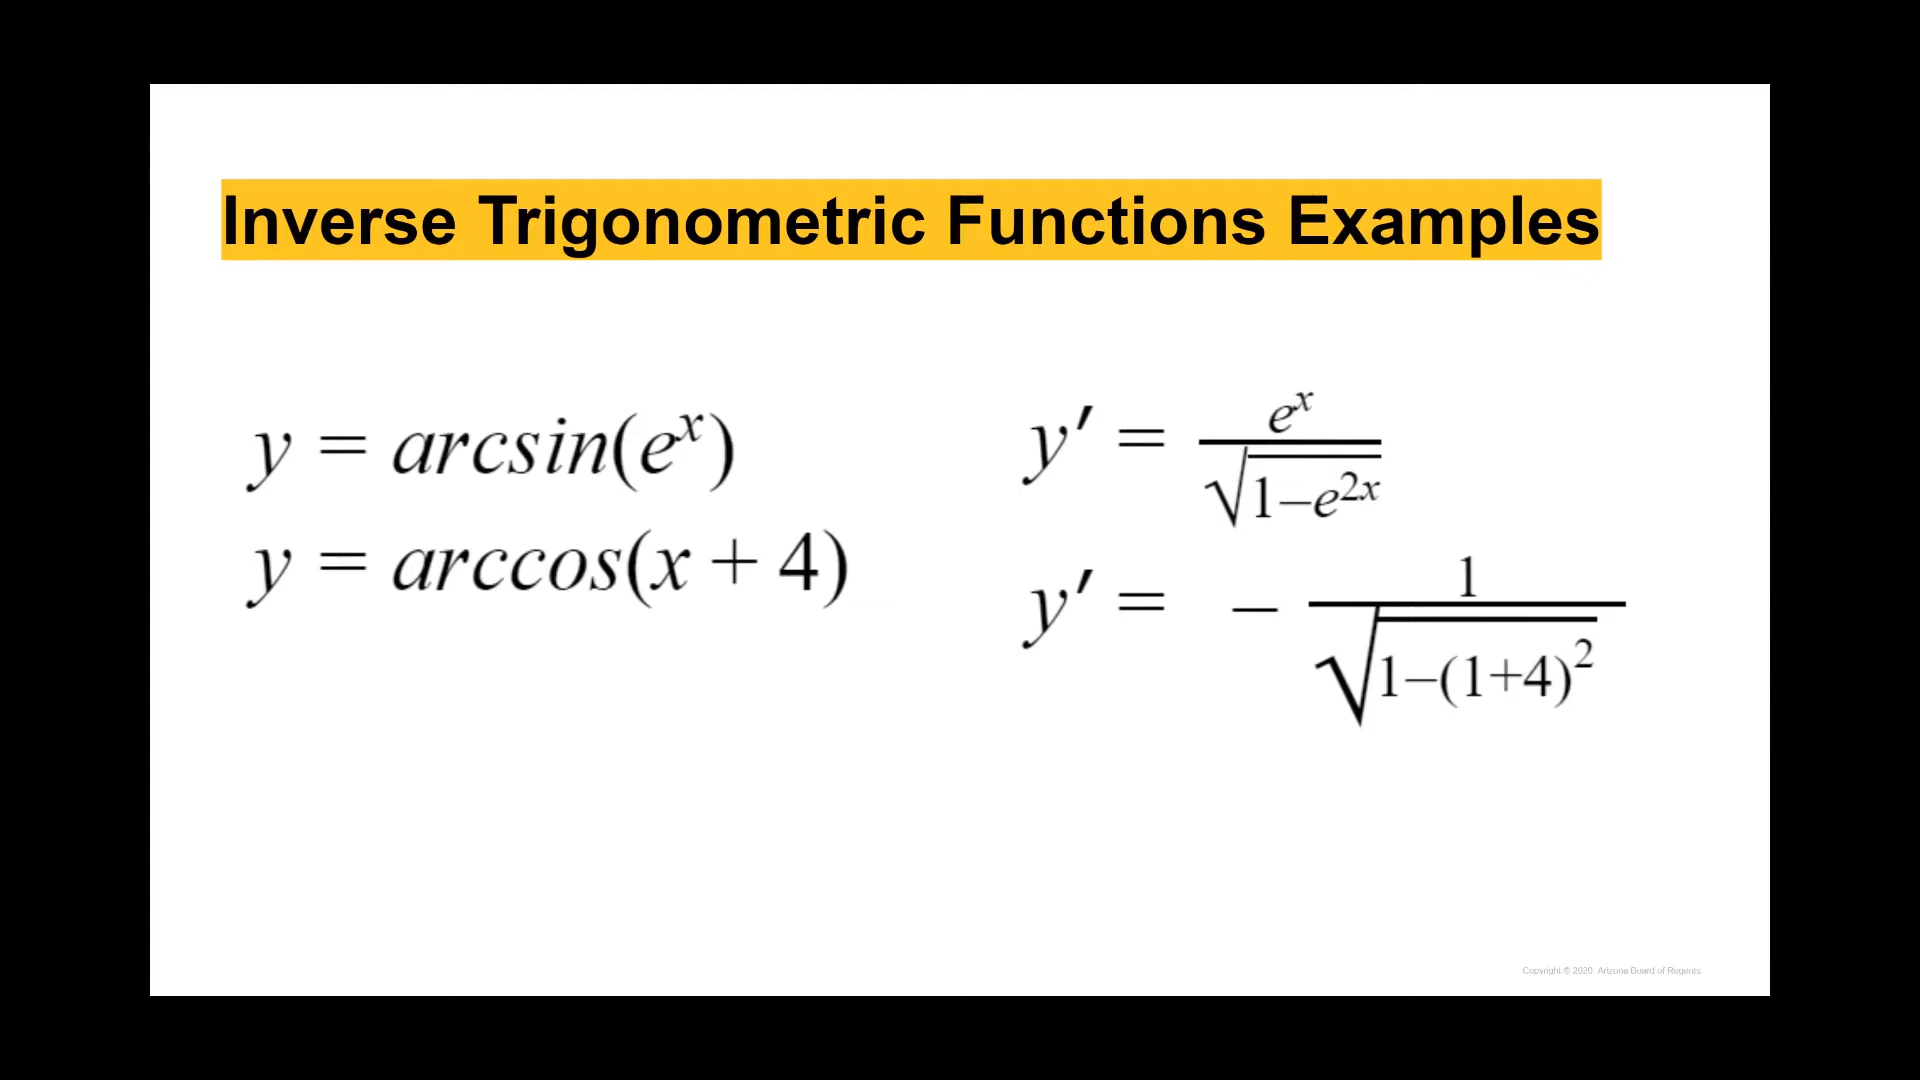 Inverse Trigonometric Functions Examples
y = arcsin(e^x)
y = arccos(x + 4)
y′ = e^x / √(1−e^{2x})
y′ = − 1 / √(1−(1+4)^2)
Copyright © 2020 Arizona Board of Regents